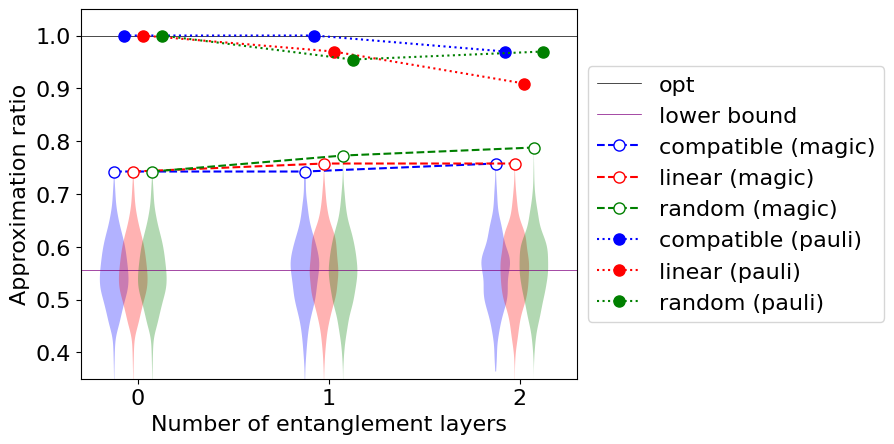 1.0
0.9
0.8
0.7
0.6
0.5
0.4
Approximation ratio
0 1 2
Number of entanglement layers
opt
lower bound
compatible (magic)
linear (magic)
random (magic)
compatible (pauli)
linear (pauli)
random (pauli)